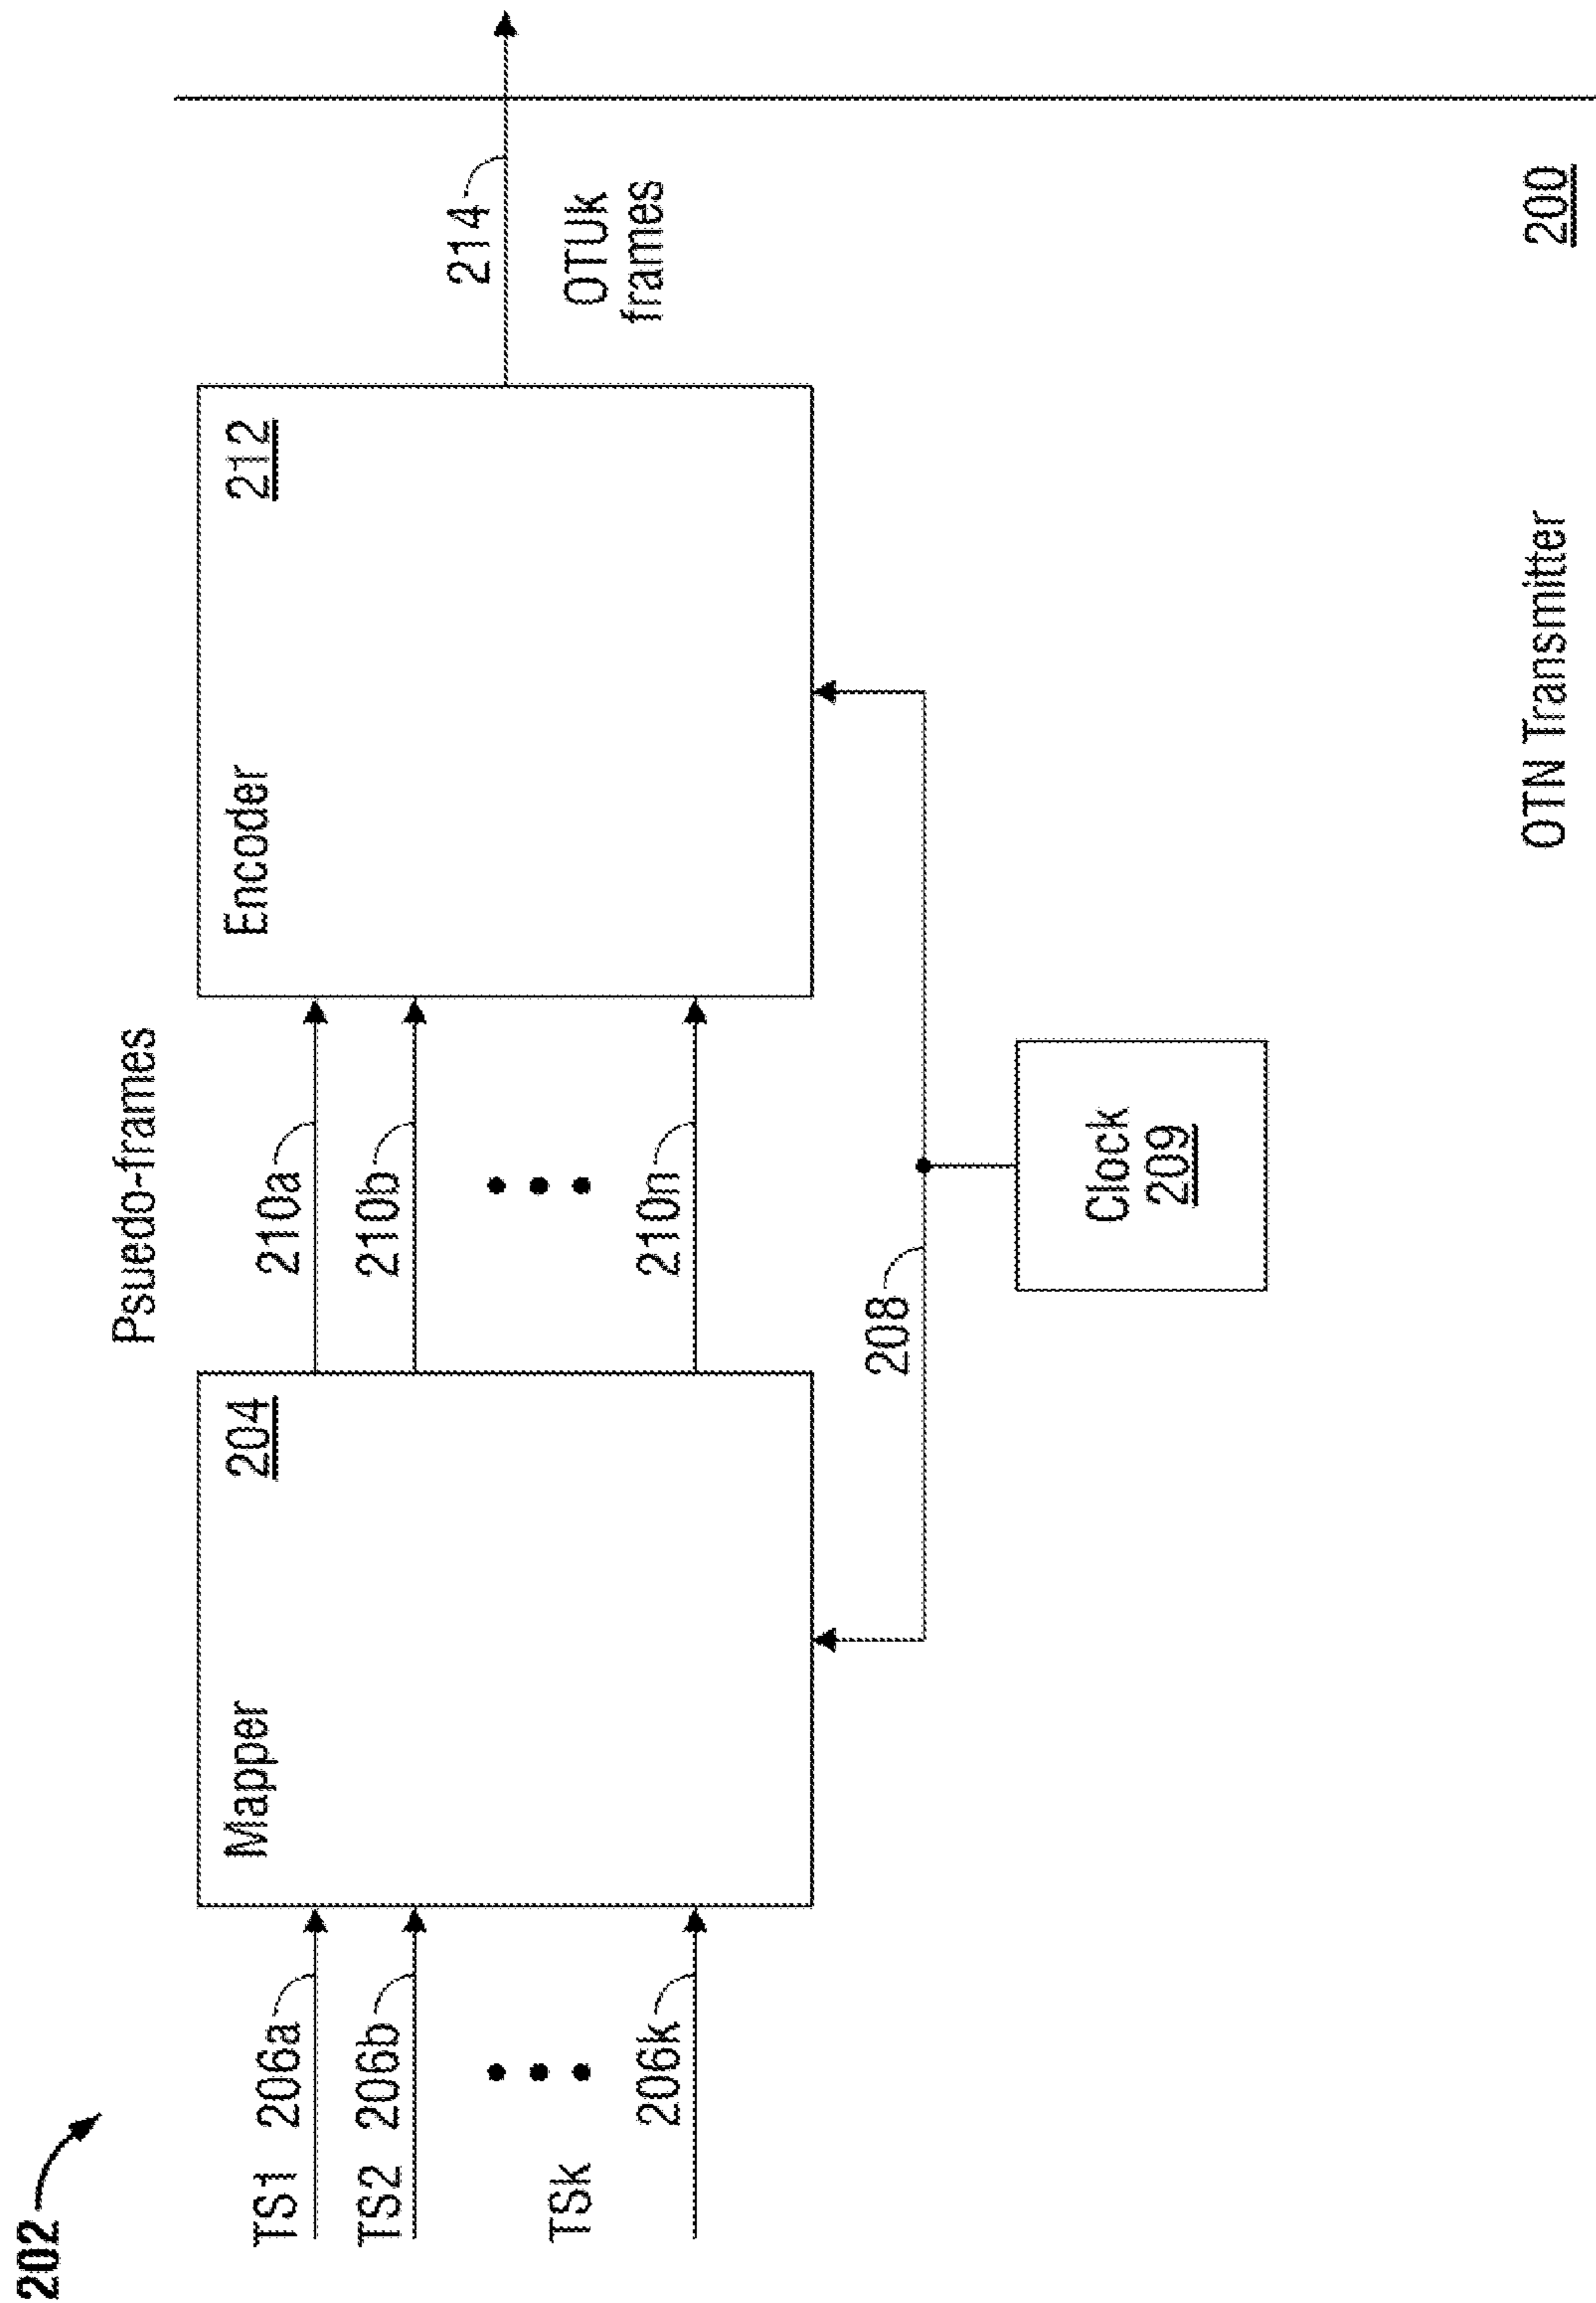 202
Psuedo-frames
TS1 206a
Mapper 204
210a
Encoder 212
TS2 206b
210b
214
OTUk
frames
TSk
206k
210n
208
Clock
209
OTN Transmitter
200